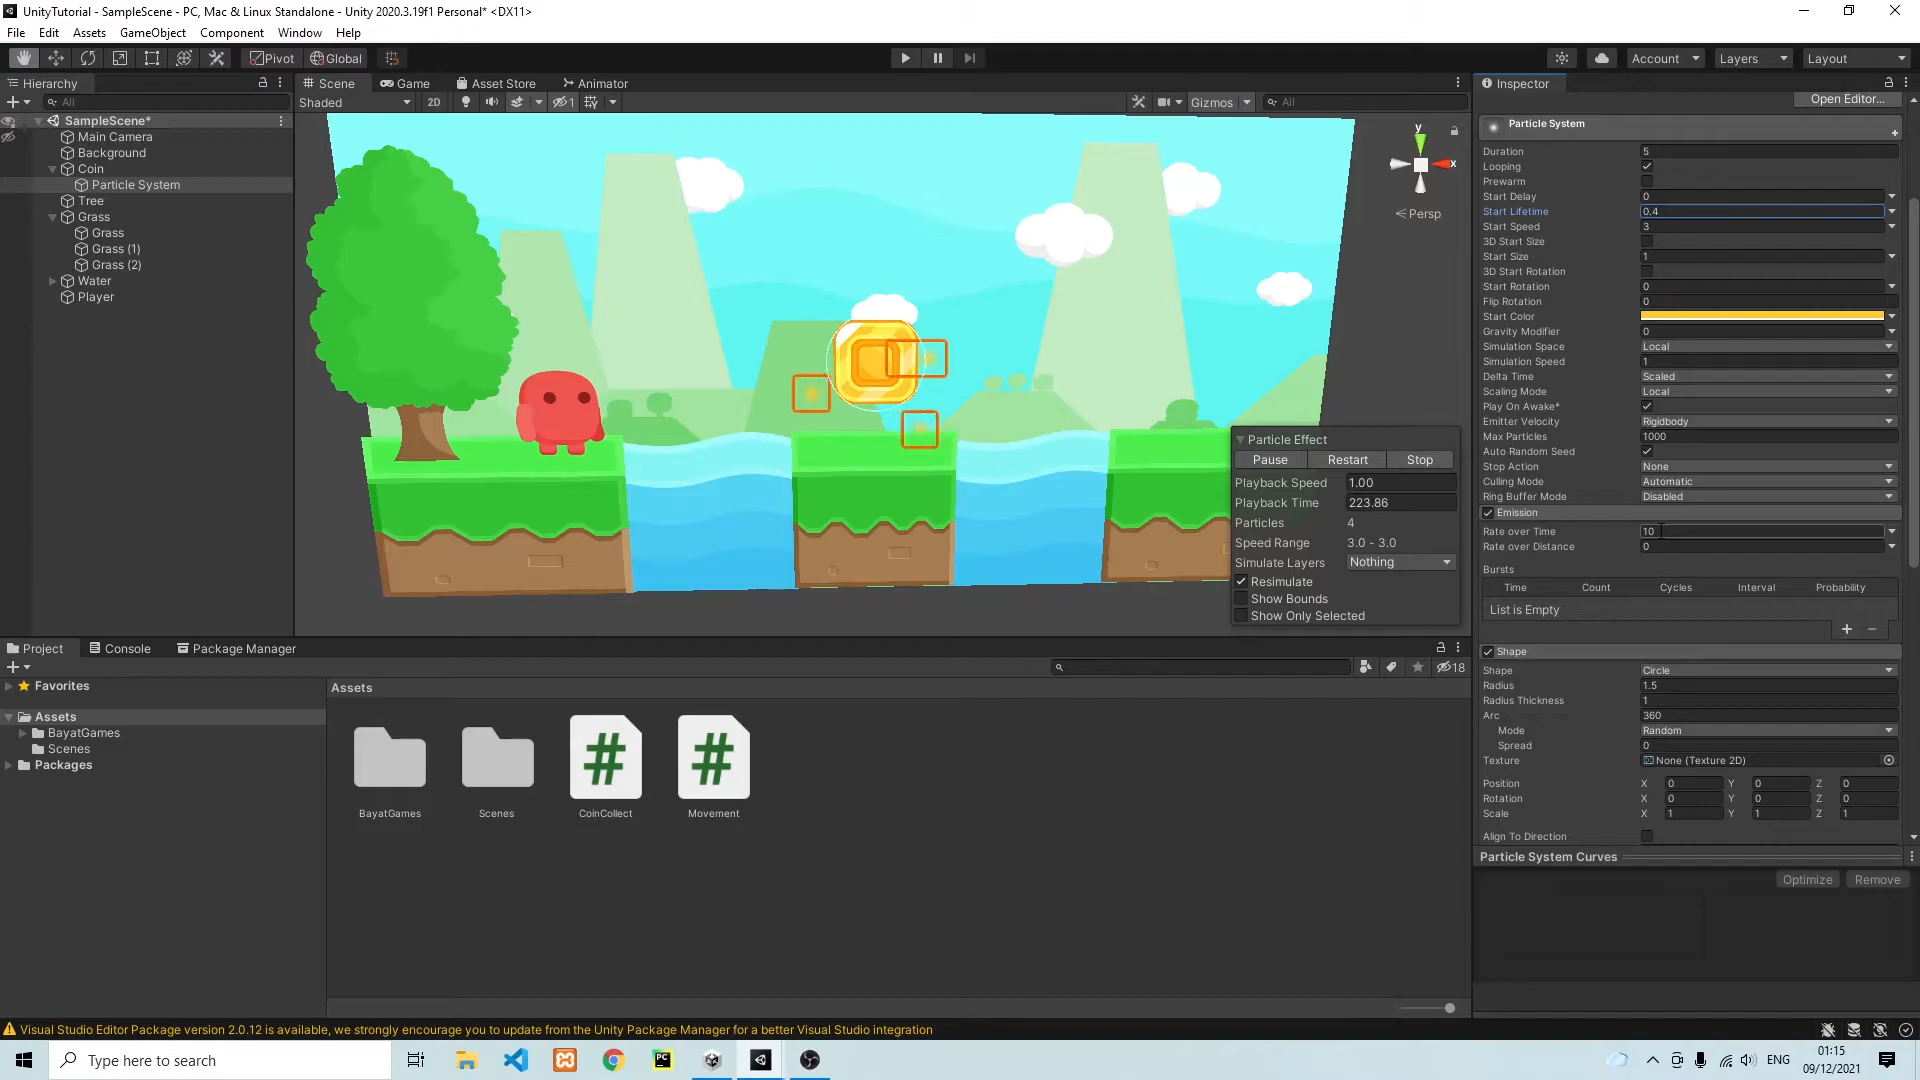 UnityTutorial - SampleScene - PC, Mac & Linux Standalone - Unity 2020.3.19f1 Personal* <DX11>
File Edit Assets GameObject Component Window Help
Pivot Global Account Layers Layout
Hierarchy
All
SampleScene*
Main Camera
Background
Coin
Particle System
Tree
Grass
Grass
Grass (1)
Grass (2)
Water
Player
Scene Game Asset Store Animator
Shaded 2D 1 Gizmos All
y
x
Persp
Particle Effect
Pause Restart Stop
Playback Speed 1.00
Playback Time 223.86
Particles 4
Speed Range 3.0 - 3.0
Simulate Layers Nothing
Resimulate
Show Bounds
Show Only Selected
Inspector
Open Editor...
Particle System
Duration 5
Looping
Prewarm
Start Delay 0
Start Lifetime 0.4
Start Speed 3
3D Start Size
Start Size 1
3D Start Rotation
Start Rotation 0
Flip Rotation 0
Start Color
Gravity Modifier 0
Simulation Space Local
Simulation Speed 1
Delta Time Scaled
Scaling Mode Local
Play On Awake*
Emitter Velocity Rigidbody
Max Particles 1000
Auto Random Seed
Stop Action None
Culling Mode Automatic
Ring Buffer Mode Disabled
Emission
Rate over Time 10
Rate over Distance 0
Bursts
Time Count Cycles Interval Probability
List is Empty
Shape
Shape Circle
Radius 1.5
Radius Thickness 1
Arc 360
Mode Random
Spread 0
Texture None (Texture 2D)
Position X 0 Y 0 Z 0
Rotation X 0 Y 0 Z 0
Scale X 1 Y 1 Z 1
Align To Direction
Particle System Curves
Optimize Remove
Project Console Package Manager
18
Favorites
Assets
BayatGames
Scenes
Packages
Assets
BayatGames Scenes CoinCollect Movement
Visual Studio Editor Package version 2.0.12 is available, we strongly encourage you to update from the Unity Package Manager for a better Visual Studio integration
Type here to search
PC
ENG
01:15
09/12/2021